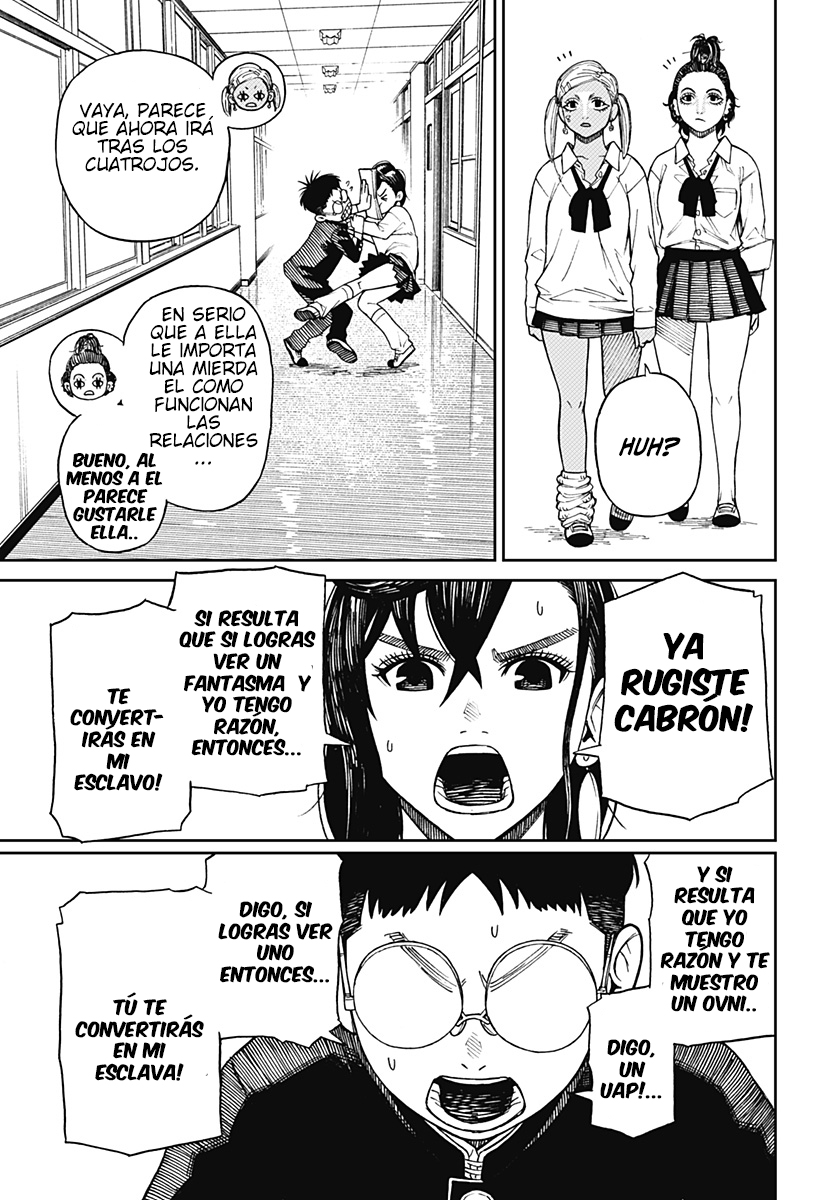 HUH?
VAYA, PARECE
QUE AHORA IRÁ
TRAS LOS
CUATROJOS.
EN SERIO
QUE A ELLA
LE IMPORTA
UNA MIERDA
EL COMO
FUNCIONAN
LAS
RELACIONES
...
BUENO, AL
MENOS A EL
PARECE
GUSTARLE
ELLA..
YA
RUGISTE
CABRÓN!
SI RESULTA
QUE SI LOGRAS
VER UN
FANTASMA Y
YO TENGO
RAZÓN,
ENTONCES...
TE
CONVERT-
IRÁS EN
MI
ESCLAVO!
Y SI
RESULTA
QUE YO
TENGO
RAZÓN Y TE
MUESTRO
UN OVNI..
DIGO,
UN
UAP!...
DIGO, SI
LOGRAS VER
UNO
ENTONCES...
TÚ TE
CONVERTIRÁS
EN MI
ESCLAVA!